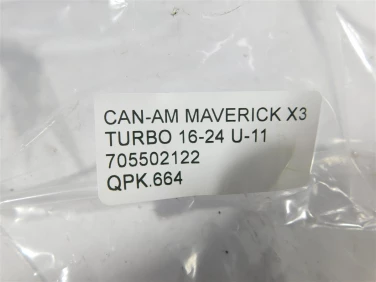 CAN-AM MAVERICK X3
TURBO 16-24 U-11
705502122
QPK.664